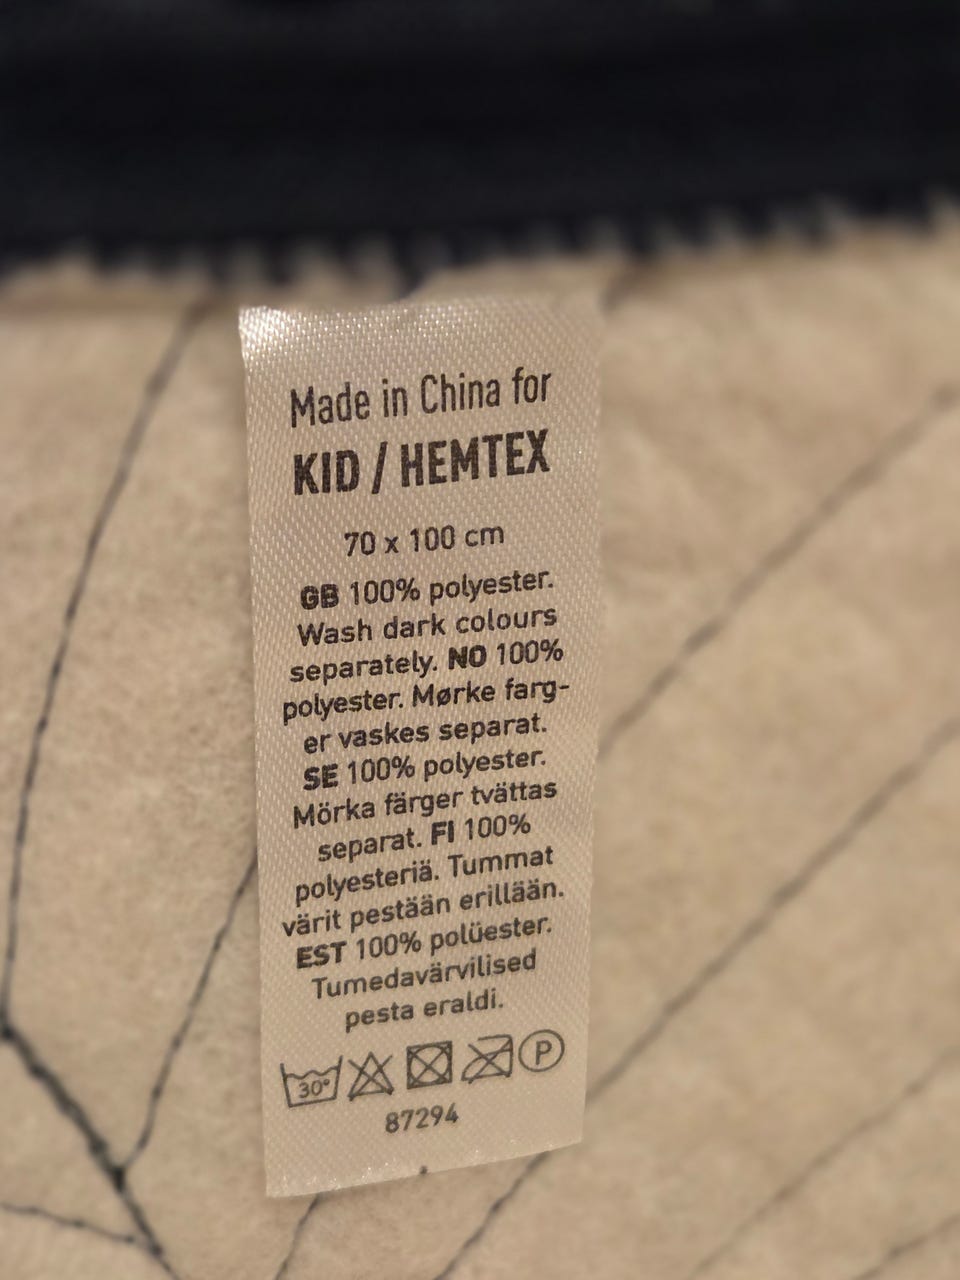 Made in China for
KID / HEMTEX
70 x 100 cm
GB 100% polyester.
Wash dark colours
separately. NO 100%
polyester. Mørke farg-
er vaskes separat.
SE 100% polyester.
Mörka färger tvättas
separat. FI 100%
polyesteriä. Tummat
värit pestään erillään.
EST 100% polüester.
Tumedavärvilised
pesta eraldi.
30° P
87294